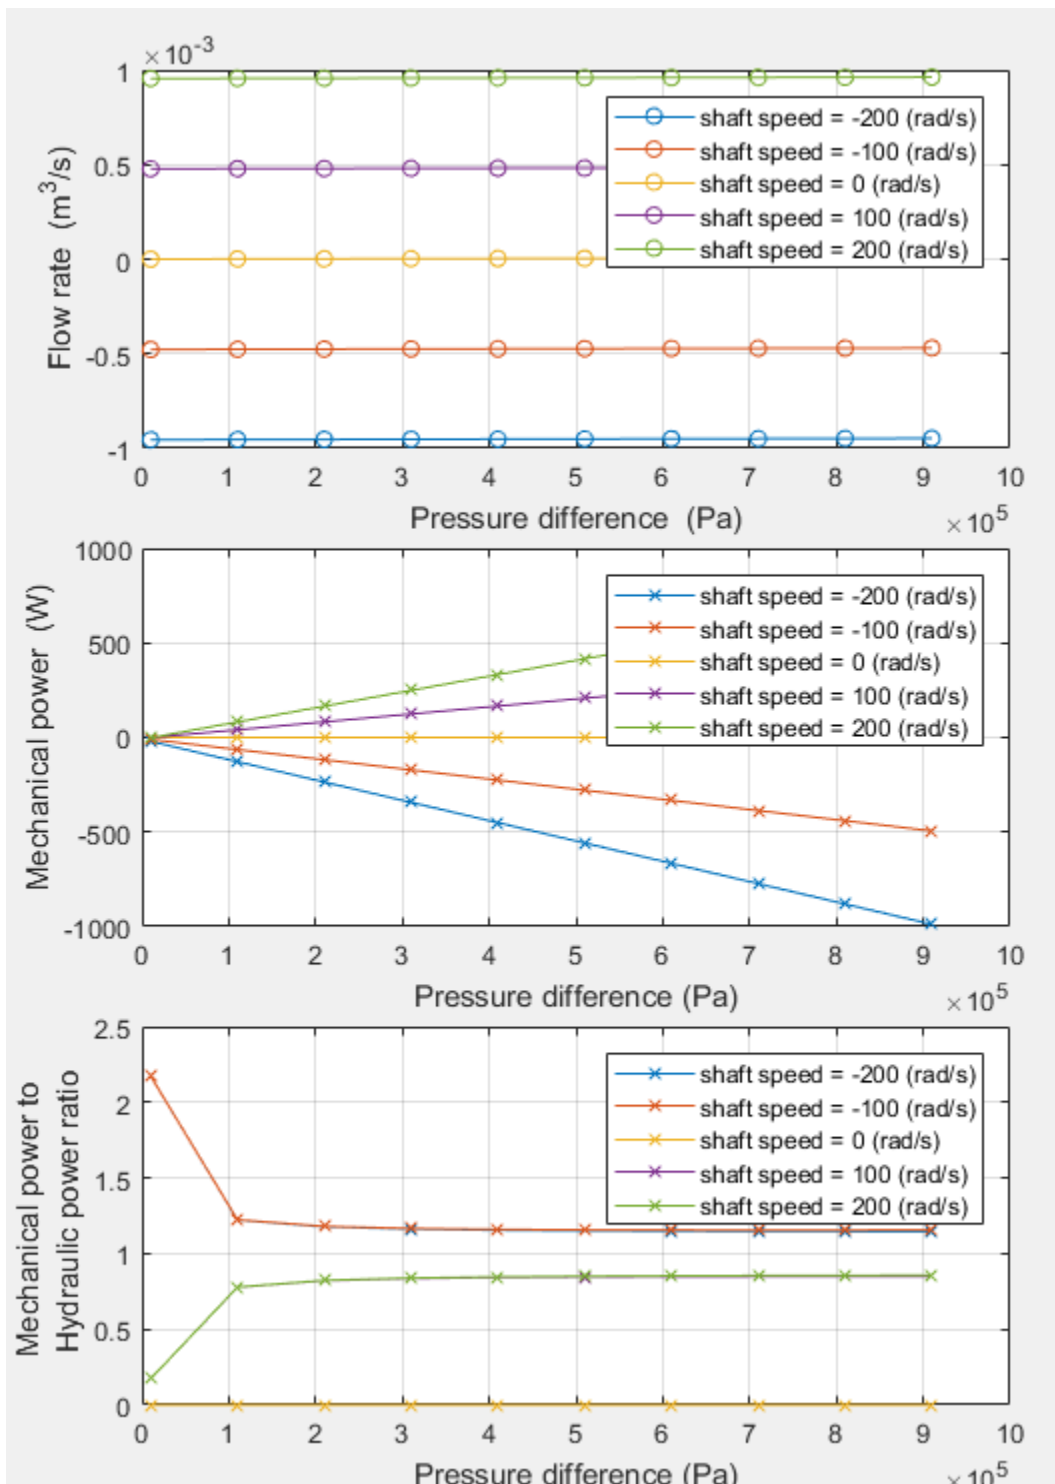 ×10-3
1
0.5
0
-0.5
-1
Flow rate (m3/s)
shaft speed = -200 (rad/s)
shaft speed = -100 (rad/s)
shaft speed = 0 (rad/s)
shaft speed = 100 (rad/s)
shaft speed = 200 (rad/s)
0 1 2 3 4 5 6 7 8 9 10
Pressure difference (Pa)
×105
1000
500
0
-500
-1000
Mechanical power (W)
shaft speed = -200 (rad/s)
shaft speed = -100 (rad/s)
shaft speed = 0 (rad/s)
shaft speed = 100 (rad/s)
shaft speed = 200 (rad/s)
0 1 2 3 4 5 6 7 8 9 10
Pressure difference (Pa)
×105
2.5
2
1.5
1
0.5
0
Mechanical power to
Hydraulic power ratio
shaft speed = -200 (rad/s)
shaft speed = -100 (rad/s)
shaft speed = 0 (rad/s)
shaft speed = 100 (rad/s)
shaft speed = 200 (rad/s)
0 1 2 3 4 5 6 7 8 9 10
Pressure difference (Pa)
×105